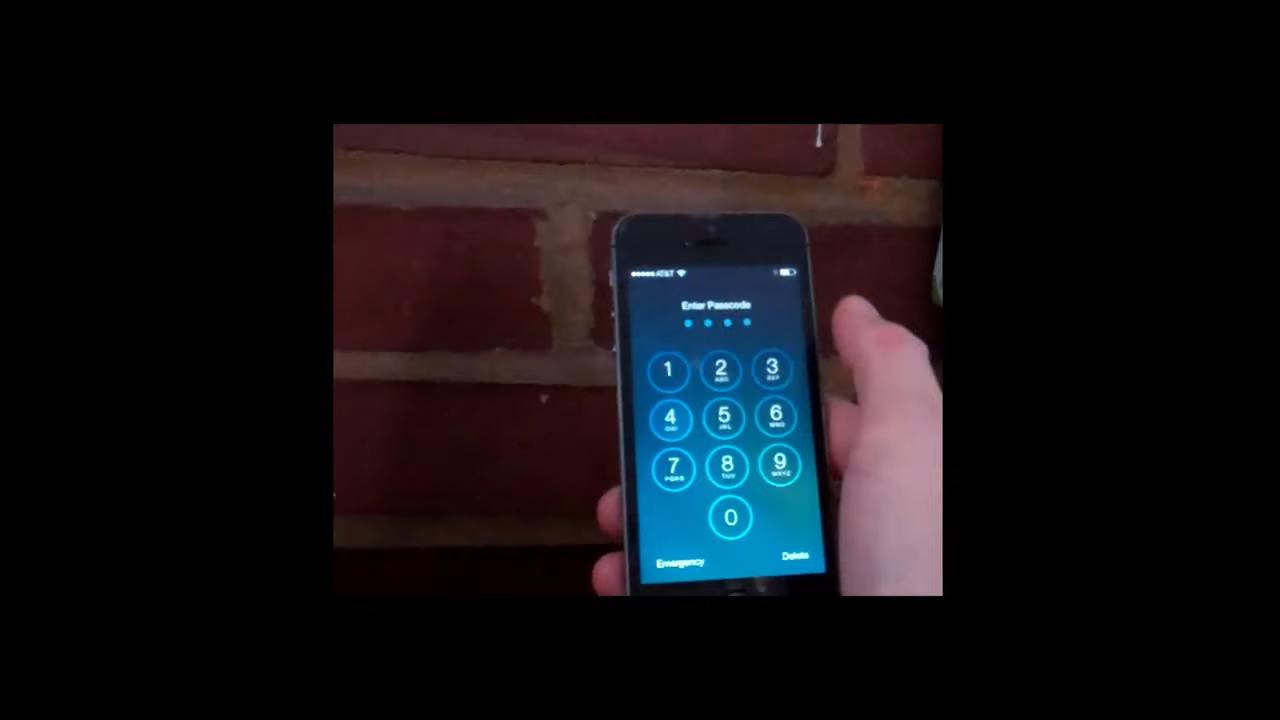 AT&T
Enter Passcode
1 2 3
ABC DEF
4 5 6
GHI JKL MNO
7 8 9
PQRS TUV WXYZ
0
Emergency Delete